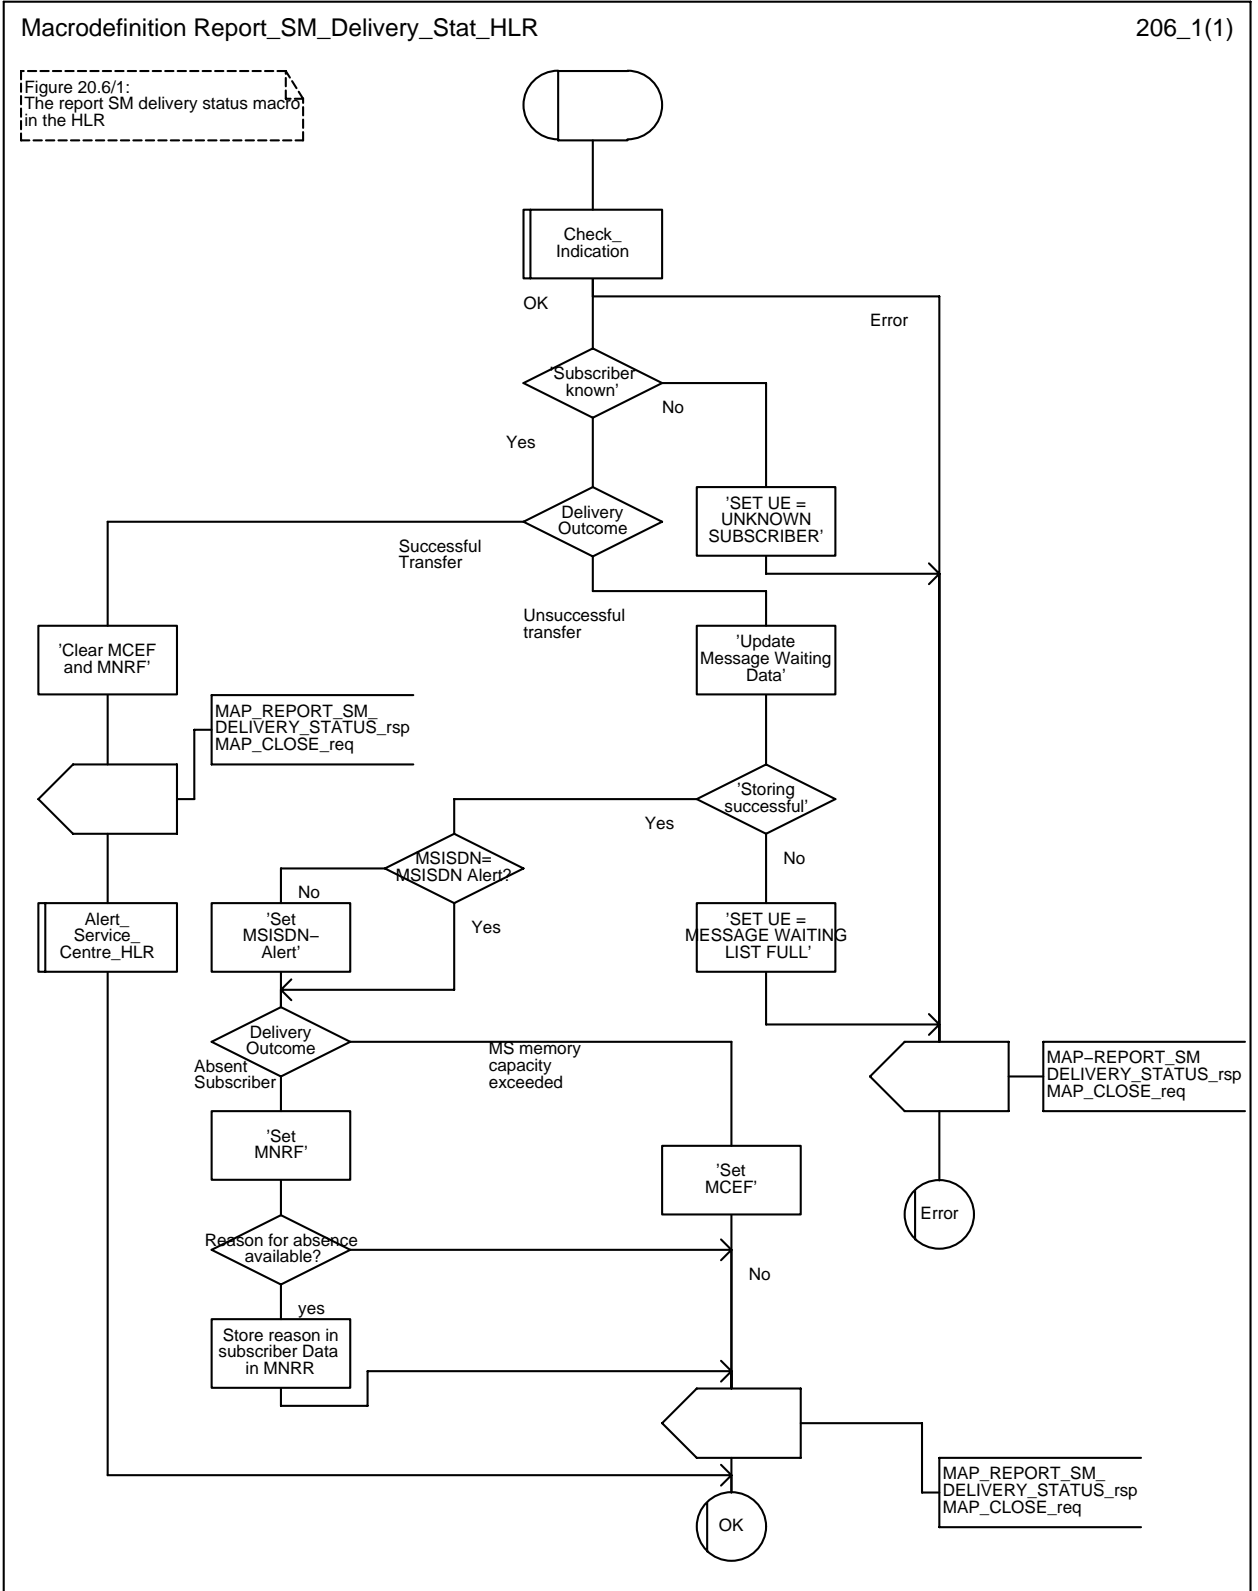 Macrodefinition Report_SM_Delivery_Stat_HLR
206_1(1)
Figure 20.6/1:
The report SM delivery status macro
in the HLR
Check_
Indication
OK
Error
'Subscriber
known'
No
Yes
Delivery
Outcome
'SET UE =
UNKNOWN
SUBSCRIBER'
Successful
Transfer
Unsuccessful
transfer
'Clear MCEF
and MNRF'
'Update
Message Waiting
Data'
MAP_REPORT_SM_
DELIVERY_STATUS_rsp
MAP_CLOSE_req
'Storing
successful'
Yes
No
MSISDN=
MSISDN Alert?
No
Yes
Alert_
Service_
Centre_HLR
'Set
MSISDN–
Alert'
'SET UE =
MESSAGE WAITING
LIST FULL'
Delivery
Outcome
Absent
Subscriber
MS memory
capacity
exceeded
MAP–REPORT_SM
DELIVERY_STATUS_rsp
MAP_CLOSE_req
'Set
MNRF'
'Set
MCEF'
Error
Reason for absence
available?
No
yes
Store reason in
subscriber Data
in MNRR
MAP_REPORT_SM_
DELIVERY_STATUS_rsp
MAP_CLOSE_req
OK